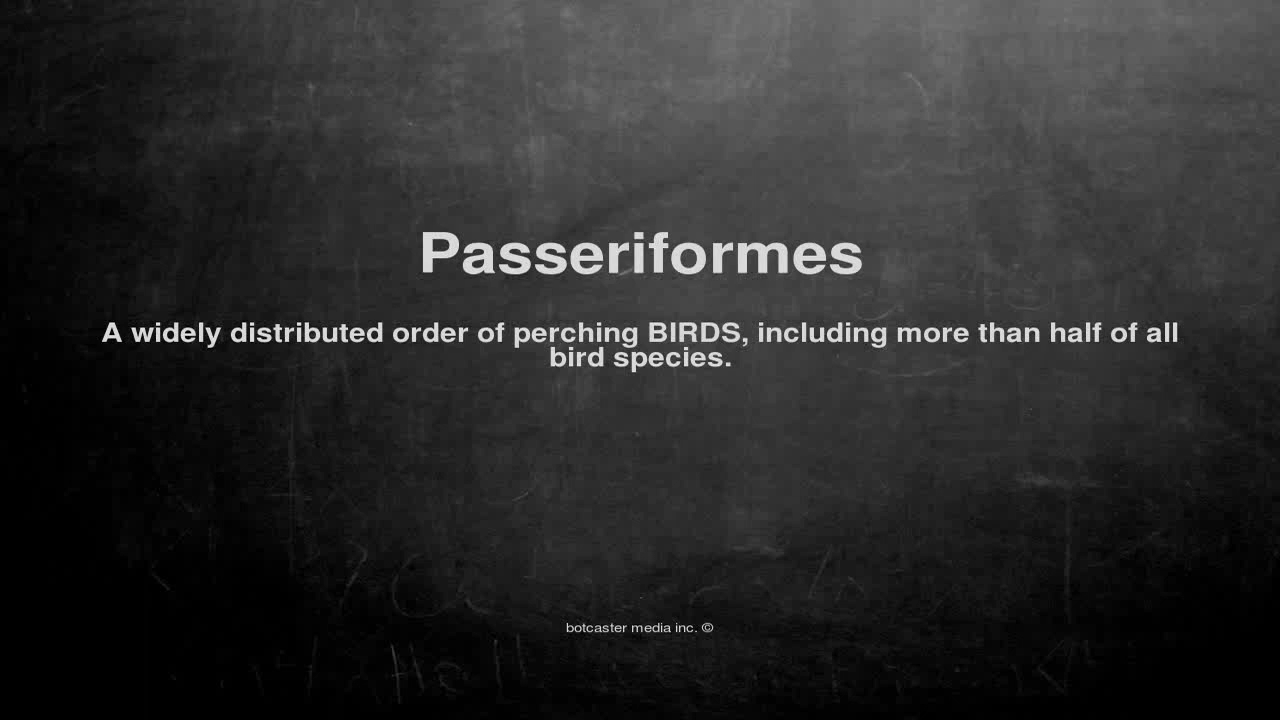 Passeriformes
A widely distributed order of perching BIRDS, including more than half of all
bird species.
botcaster media inc. ©